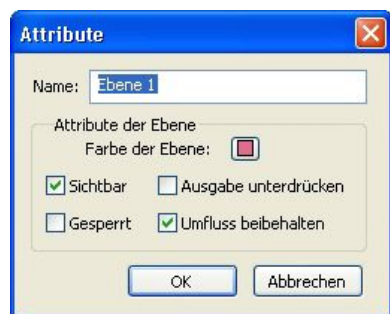 Attribute
Name: Ebene 1
Attribute der Ebene
Farbe der Ebene:
Sichtbar Ausgabe unterdrücken
Gesperrt Umfluss beibehalten
OK Abbrechen